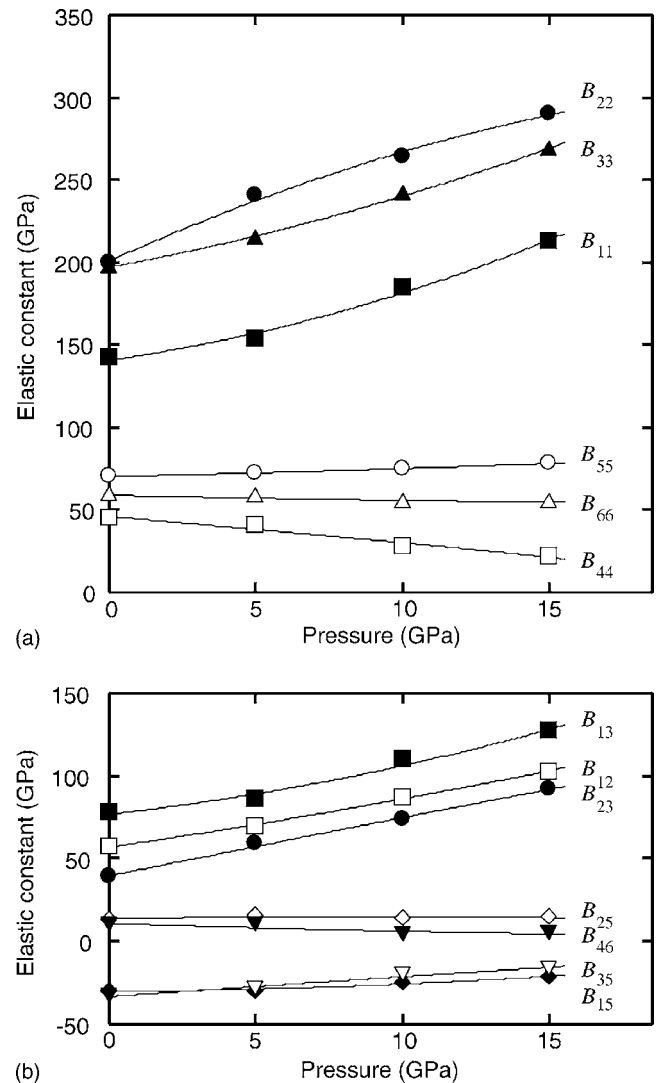 350
300
250
200
150
100
50
0
Elastic constant (GPa)
B22
B33
B11
B55
B66
B44
0 5 10 15
Pressure (GPa)
(a)
150
100
50
0
-50
Elastic constant (GPa)
B13
B12
B23
B25
B46
B35
B15
0 5 10 15
Pressure (GPa)
(b)